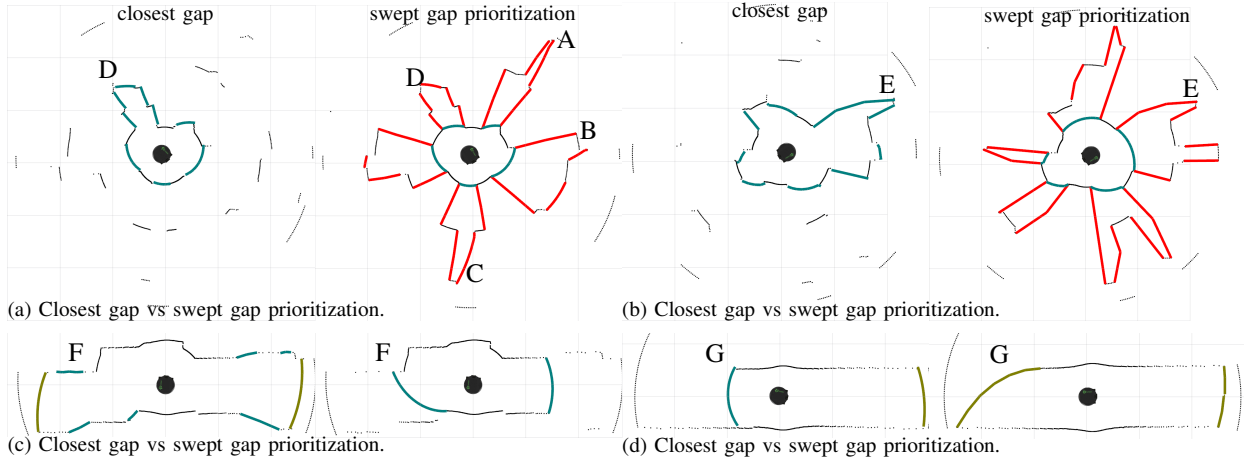 closest gap
swept gap prioritization
A
D
D
B
C
(a) Closest gap vs swept gap prioritization.
closest gap
swept gap prioritization
E
E
(b) Closest gap vs swept gap prioritization.
F
F
(c) Closest gap vs swept gap prioritization.
G
G
(d) Closest gap vs swept gap prioritization.